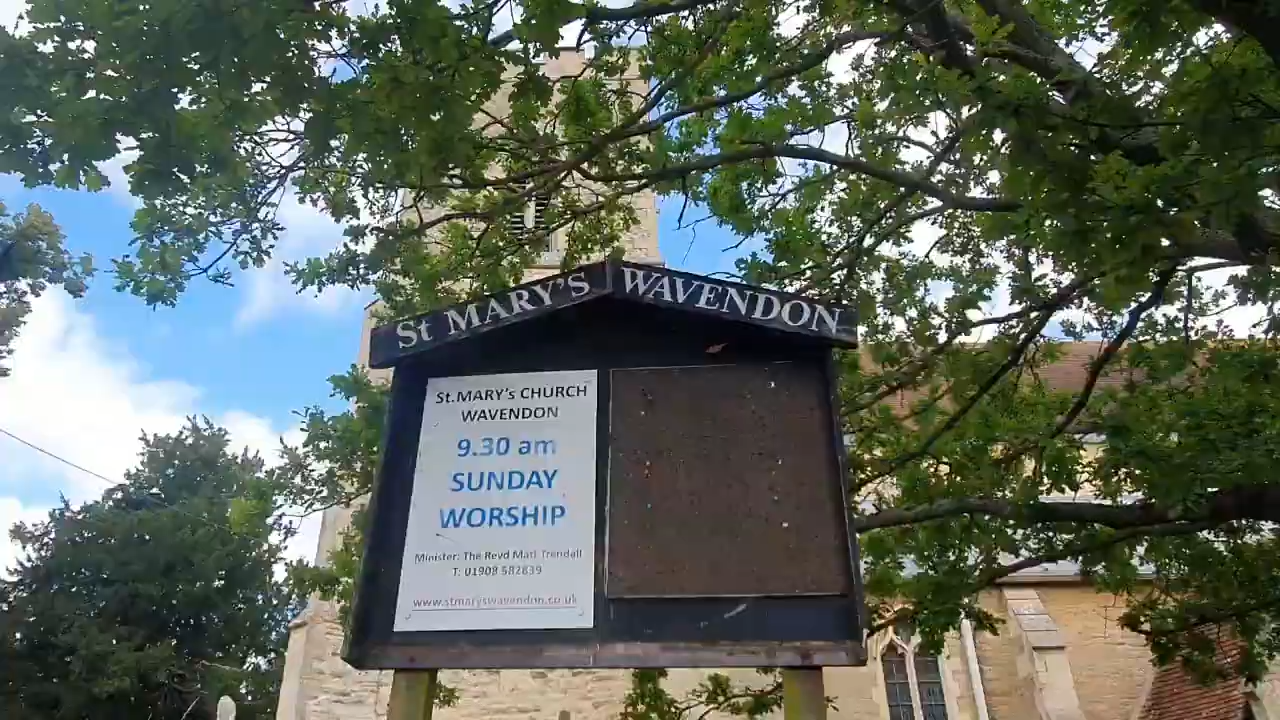 St MARY'S WAVENDON
St.MARY's CHURCH
WAVENDON
9.30 am
SUNDAY
WORSHIP
Minister: The Revd Matt Trendall
T: 01908 582839
www.stmaryswavendon.co.uk